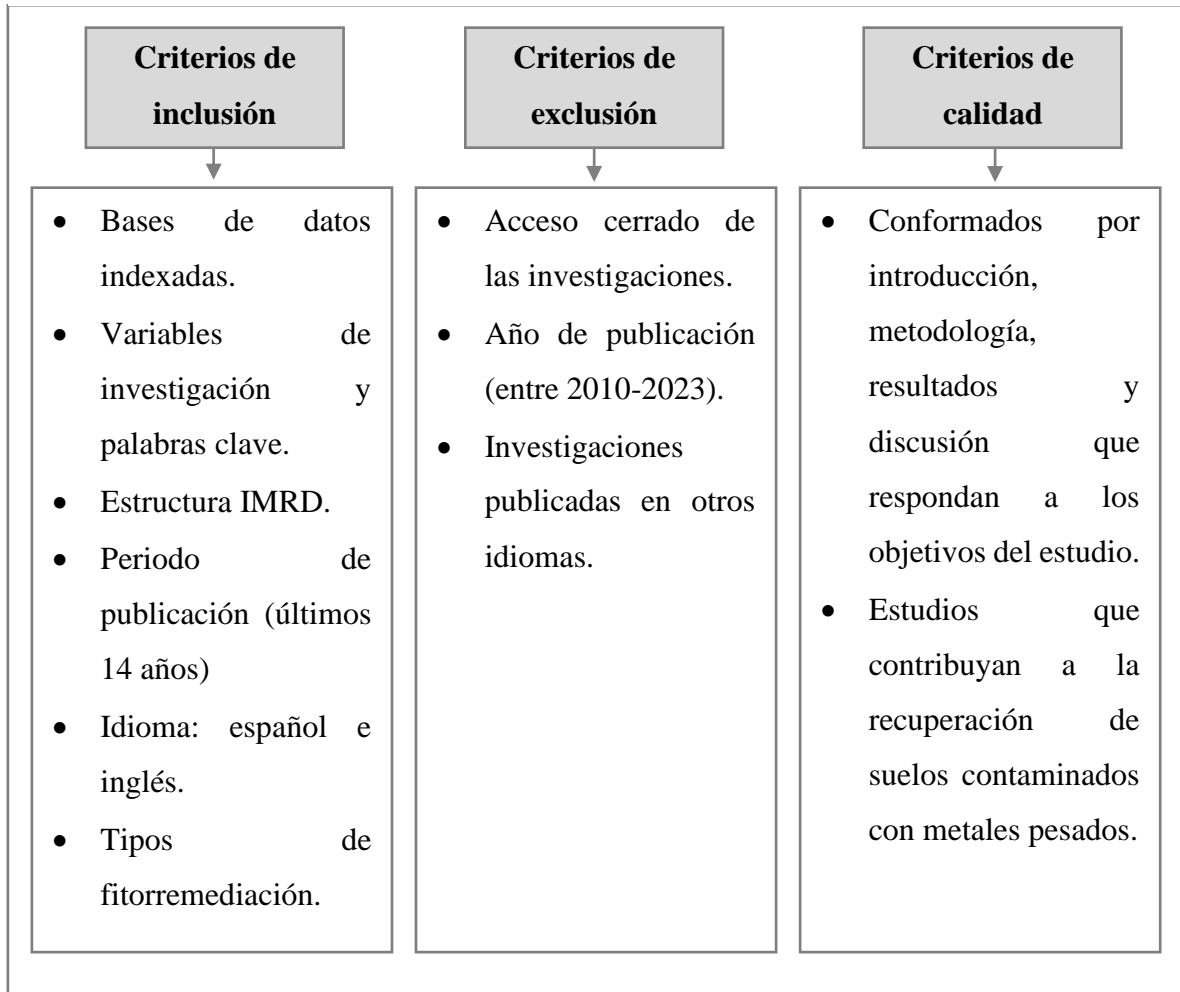 Criterios de
inclusión
• Bases de datos
indexadas.
• Variables de
investigación y
palabras clave.
• Estructura IMRD.
• Periodo de
publicación (últimos
14 años)
• Idioma: español e
inglés.
• Tipos de
fitorremediación.
Criterios de
exclusión
• Acceso cerrado de
las investigaciones.
• Año de publicación
(entre 2010-2023).
• Investigaciones
publicadas en otros
idiomas.
Criterios de
calidad
• Conformados por
introducción,
metodología,
resultados y
discusión que
respondan a los
objetivos del estudio.
• Estudios que
contribuyan a la
recuperación de
suelos contaminados
con metales pesados.